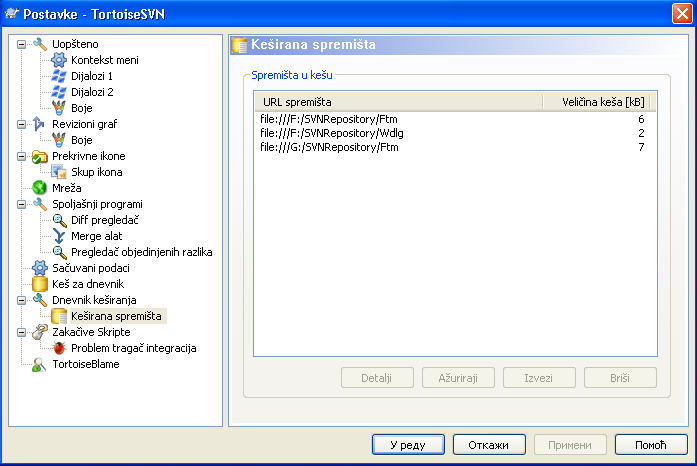 Postavke - TortoiseSVN
Uopšteno
Kontekst meni
Dijalozi 1
Dijalozi 2
Boje
Revizioni graf
Boje
Prekrivne ikone
Skup ikona
Mreža
Spoljašnji programi
Diff pregledač
Merge alat
Pregledač objedinjenih razlika
Sačuvani podaci
Keš za dnevnik
Dnevnik keširanja
Keširana spremišta
Zakačive Skripte
Problem tragač integracija
TortoiseBlame
Keširana spremišta
Spremišta u kešu
URL spremišta Veličina keša [kB]
file:///F:/SVNRepository/Ftm 6
file:///F:/SVNRepository/Wdlg 2
file:///G:/SVNRepository/Ftm 7
Detalji Ažuriraji Izvezi Briši
У реду Откажи Примени Помоћ